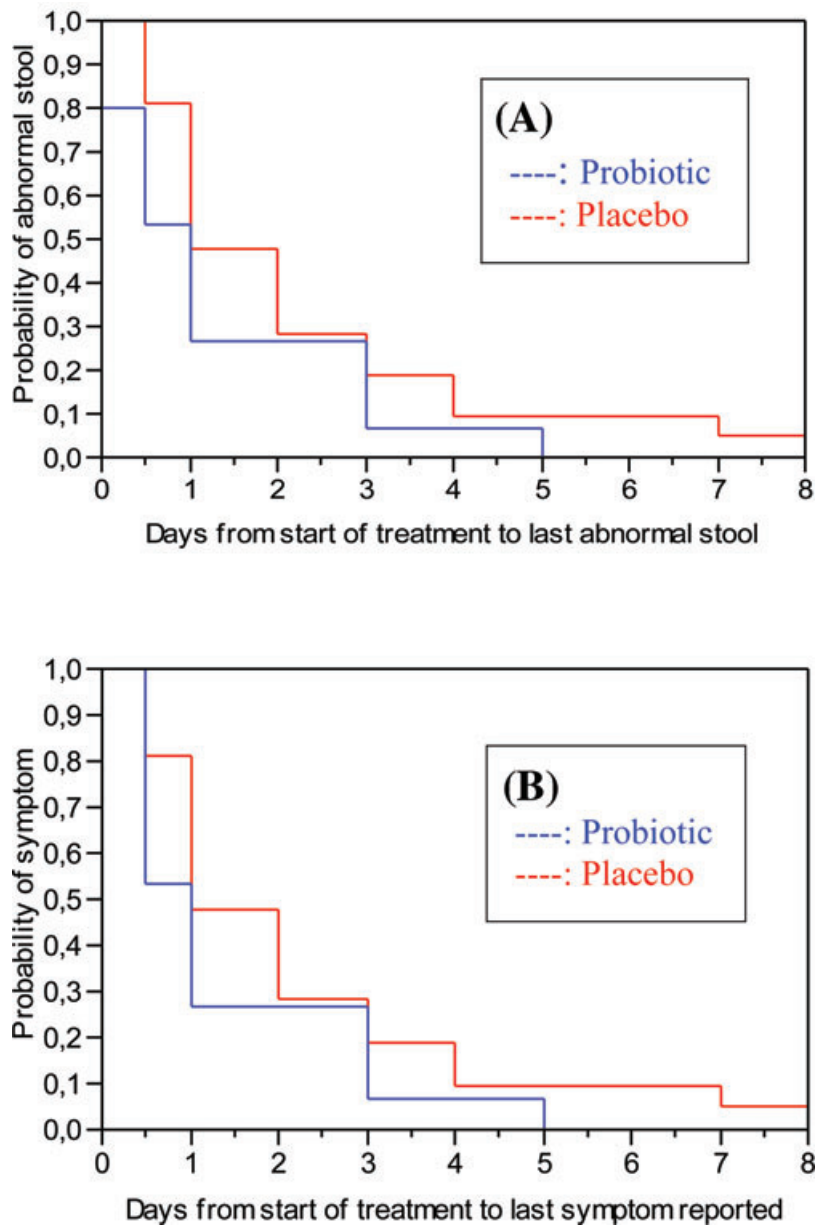 1,0
0,9
0,8
0,7
0,6
0,5
0,4
0,3
0,2
0,1
0,0
Probability of abnormal stool
(A)
----: Probiotic
----: Placebo
0 1 2 3 4 5 6 7 8
Days from start of treatment to last abnormal stool
1,0
0,9
0,8
0,7
0,6
0,5
0,4
0,3
0,2
0,1
0,0
Probability of symptom
(B)
----: Probiotic
----: Placebo
0 1 2 3 4 5 6 7 8
Days from start of treatment to last symptom reported